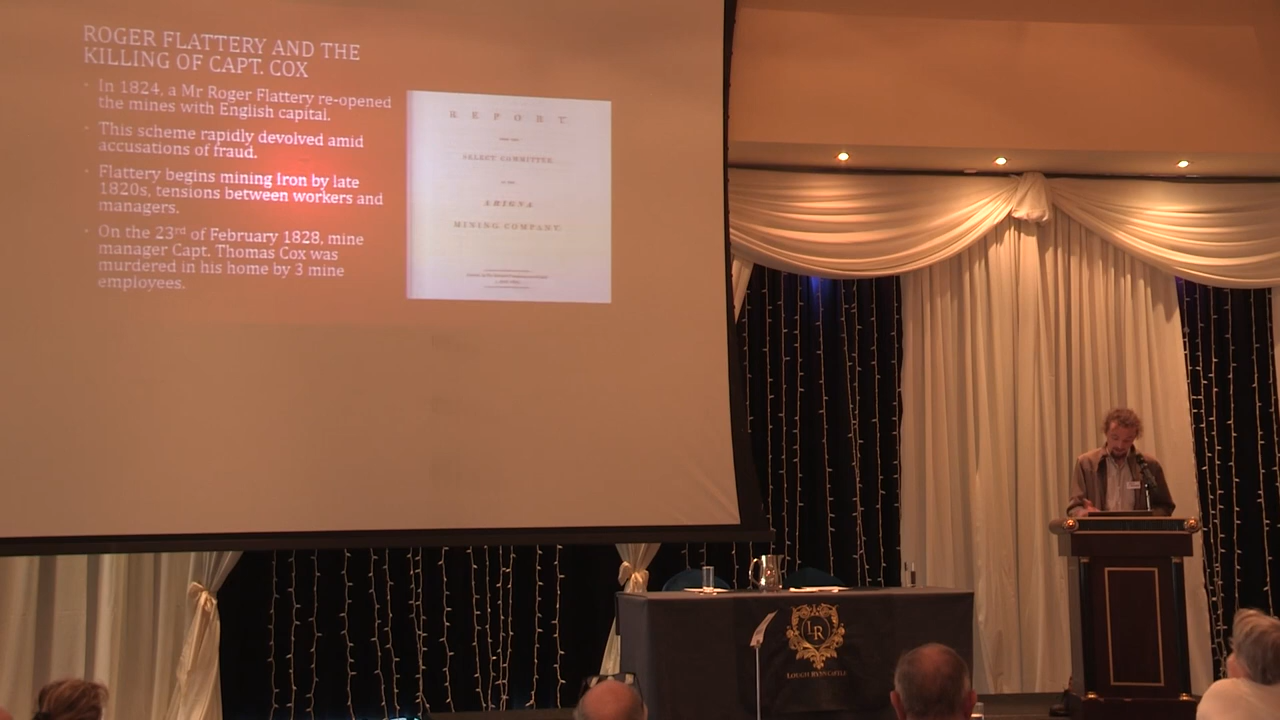 ROGER FLATTERY AND THE
KILLING OF CAPT. COX
In 1824, a Mr Roger Flattery re-opened
the mines with English capital.
This scheme rapidly devolved amid
accusations of fraud.
Flattery begins mining Iron by late
1820s, tensions between workers and
managers.
On the 23rd of February 1828, mine
manager Capt. Thomas Cox was
murdered in his home by 3 mine
employees.
REPORT
SELECT COMMITTEE
ARIGNA
MINING COMPANY
LR
LOUGH RYNN CASTLE